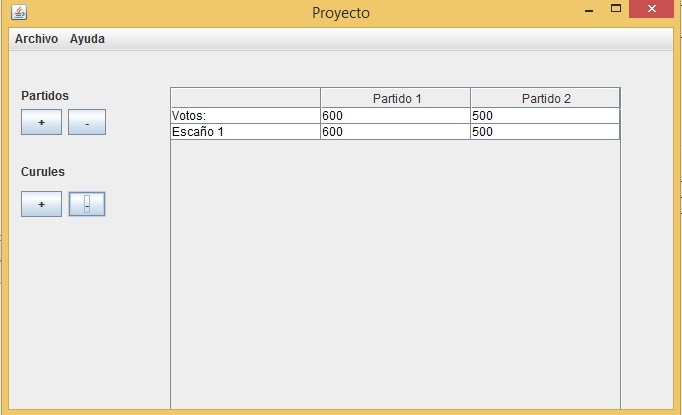 Proyecto
Archivo Ayuda
Partidos
+ -
Curules
+ -
Partido 1 Partido 2
Votos: 600 500
Escaño 1 600 500